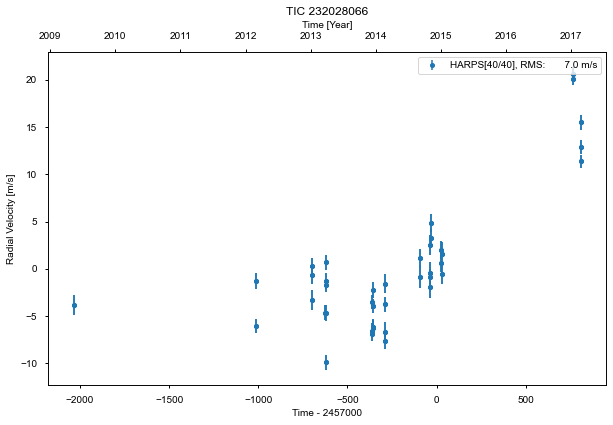 TIC 232028066
Time [Year]
2009 2010 2011 2012 2013 2014 2015 2016 2017
HARPS[40/40], RMS: 7.0 m/s
20
15
10
5
0
−5
−10
Radial Velocity [m/s]
−2000 −1500 −1000 −500 0 500
Time - 2457000